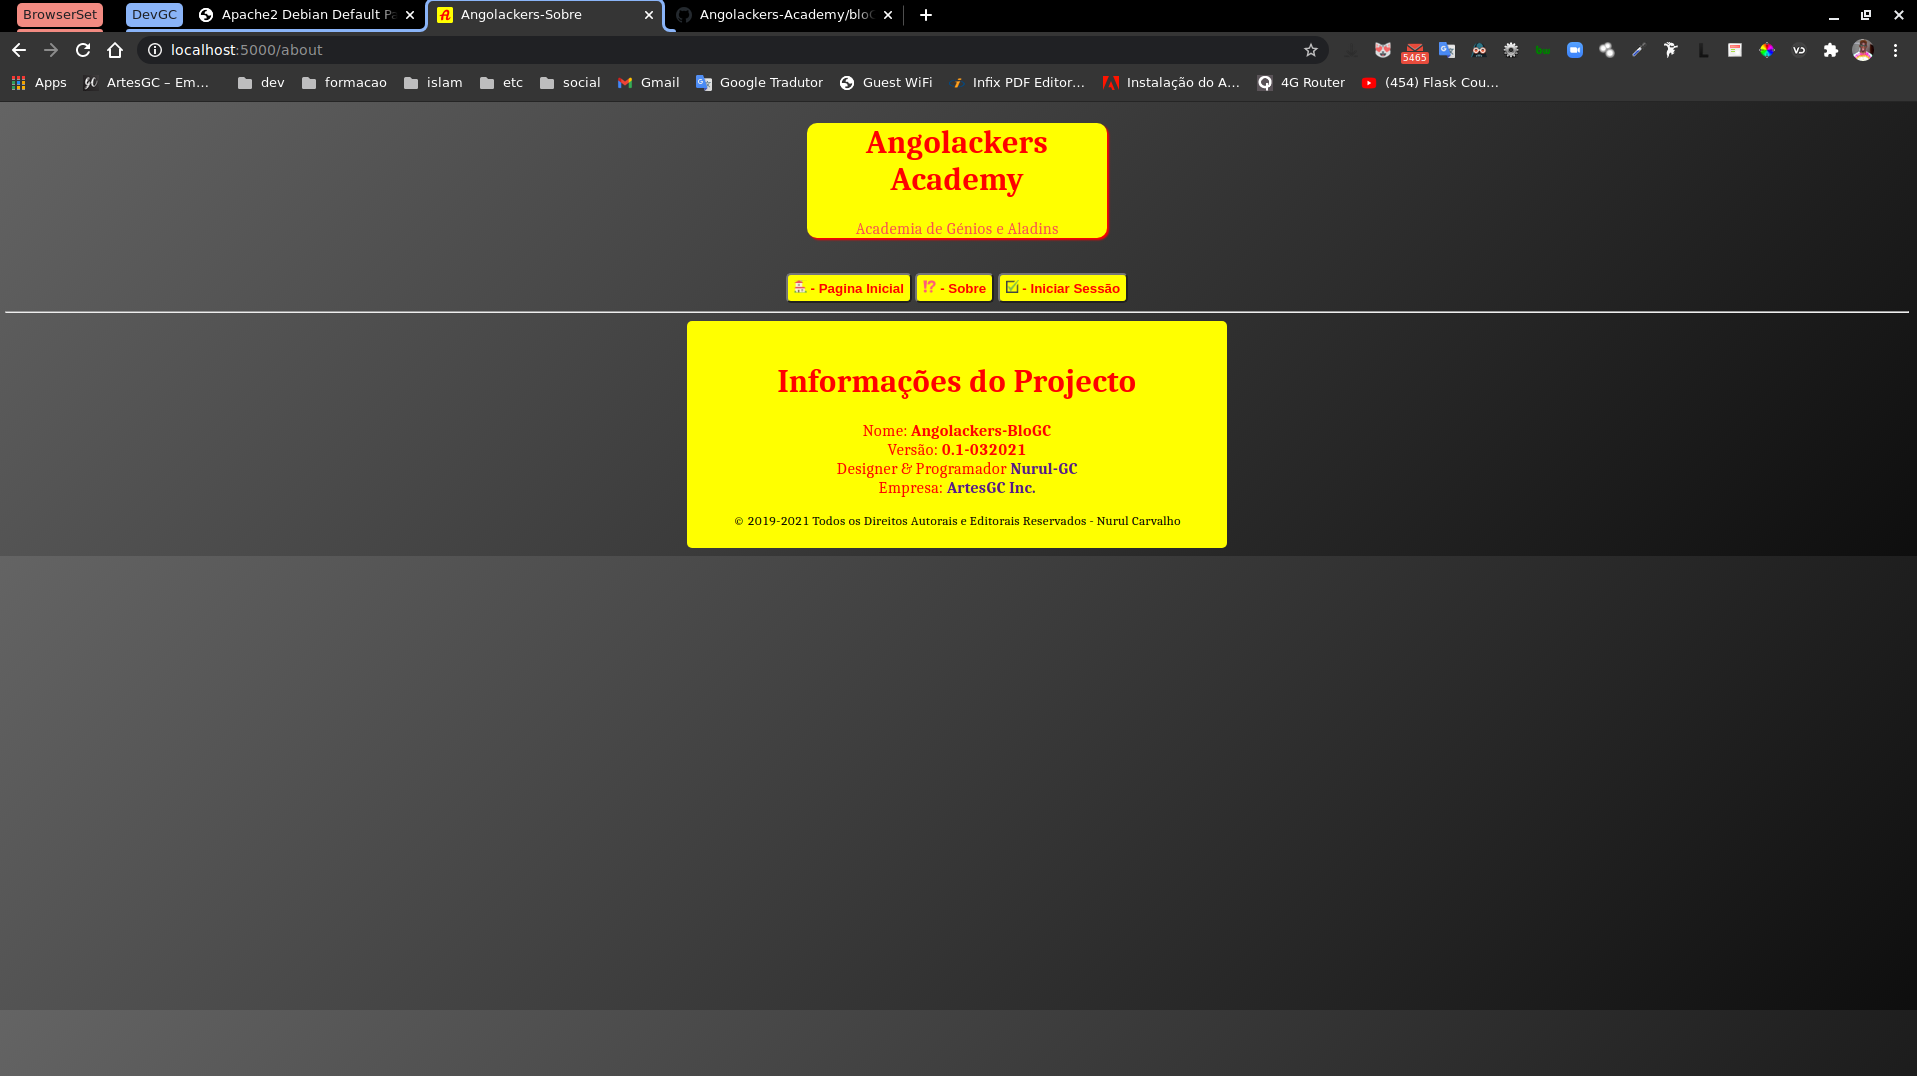 BrowserSet
DevGC
Apache2 Debian Default Pa
Angolackers-Sobre
Angolackers-Academy/blo
localhost:5000/about
5465
Apps
ArtesGC – Em...
dev
formacao
islam
etc
social
Gmail
Google Tradutor
Guest WiFi
Infix PDF Editor...
Instalação do A...
4G Router
(454) Flask Cou...
Angolackers
Academy
Academia de Génios e Aladins
- Pagina Inicial
⁉ - Sobre
- Iniciar Sessão
Informações do Projecto
Nome: Angolackers-BloGC
Versão: 0.1-032021
Designer & Programador Nurul-GC
Empresa: ArtesGC Inc.
© 2019-2021 Todos os Direitos Autorais e Editorais Reservados - Nurul Carvalho